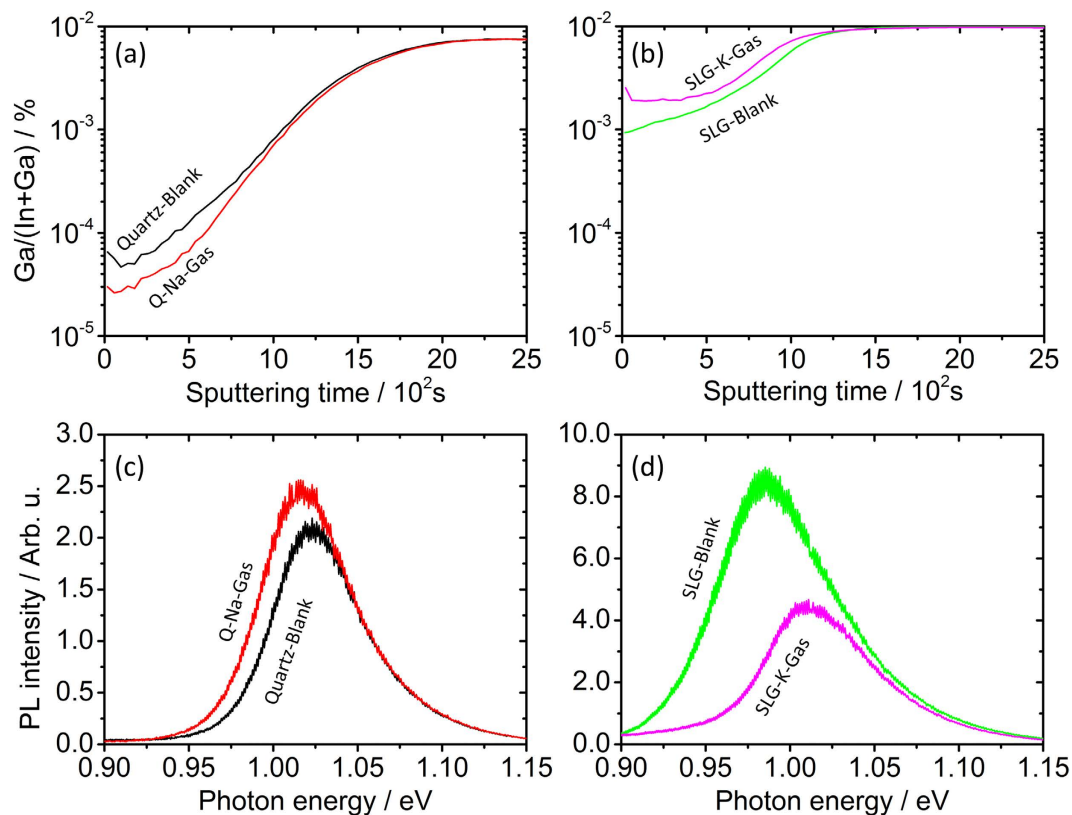 (a)
Ga/(In+Ga) / %
10⁻²
10⁻³
10⁻⁴
10⁻⁵
Quartz-Blank
Q-Na-Gas
0 5 10 15 20 25
Sputtering time / 10²s
(b)
10⁻²
10⁻³
10⁻⁴
10⁻⁵
SLG-K-Gas
SLG-Blank
0 5 10 15 20 25
Sputtering time / 10²s
(c)
PL intensity / Arb. u.
3.0
2.5
2.0
1.5
1.0
0.5
0.0
Q-Na-Gas
Quartz-Blank
0.90 0.95 1.00 1.05 1.10 1.15
Photon energy / eV
(d)
10.0
8.0
6.0
4.0
2.0
0.0
SLG-Blank
SLG-K-Gas
0.90 0.95 1.00 1.05 1.10 1.15
Photon energy / eV